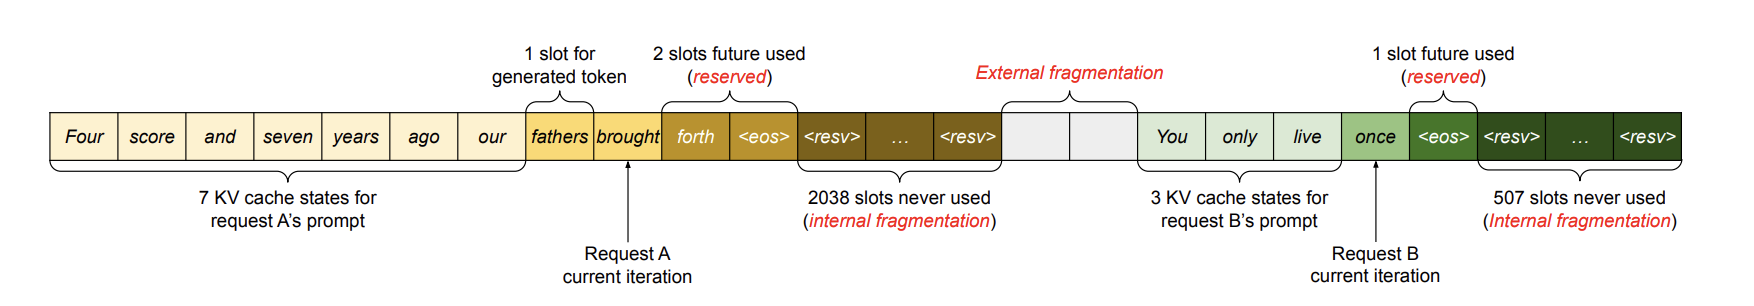 1 slot for
generated token
2 slots future used
(reserved)
External fragmentation
1 slot future used
(reserved)
Four score and seven years ago our fathers brought forth <eos> <resv> ... <resv> You only live once <eos> <resv> ... <resv>
7 KV cache states for
request A's prompt
2038 slots never used
(internal fragmentation)
3 KV cache states for
request B's prompt
507 slots never used
(Internal fragmentation)
Request A
current iteration
Request B
current iteration